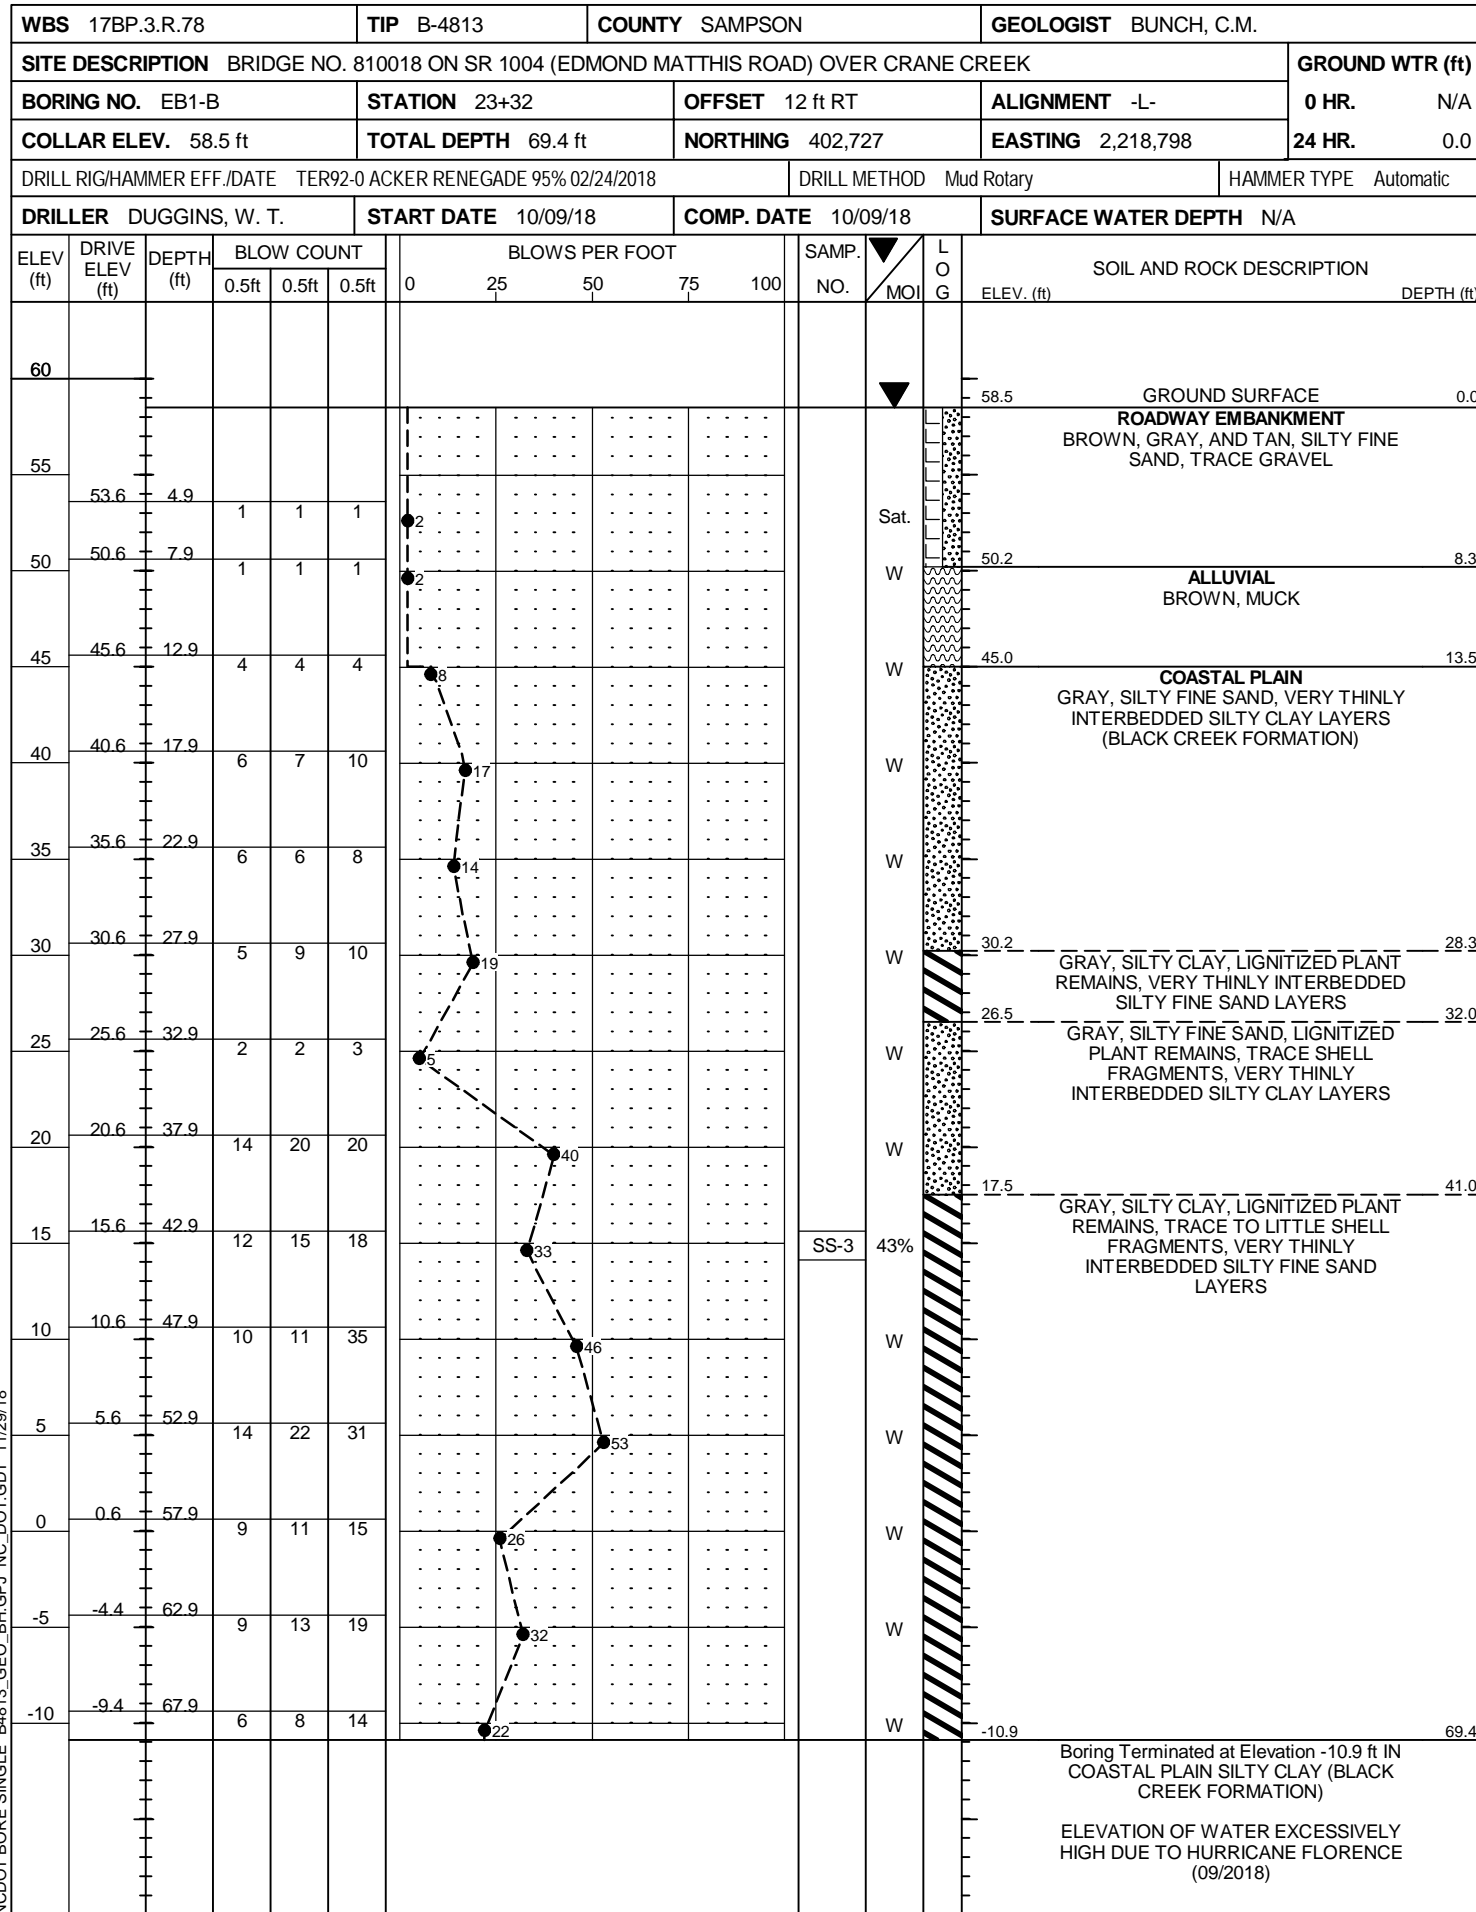 WBS 17BP.3.R.78 TIP B-4813 COUNTY SAMPSON GEOLOGIST BUNCH, C.M.
SITE DESCRIPTION BRIDGE NO. 810018 ON SR 1004 (EDMOND MATTHIS ROAD) OVER CRANE CREEK GROUND WTR (ft)
BORING NO. EB1-B STATION 23+32 OFFSET 12 ft RT ALIGNMENT -L- 0 HR. N/A
COLLAR ELEV. 58.5 ft TOTAL DEPTH 69.4 ft NORTHING 402,727 EASTING 2,218,798 24 HR. 0.0
DRILL RIG/HAMMER EFF./DATE TER92-0 ACKER RENEGADE 95% 02/24/2018 DRILL METHOD Mud Rotary HAMMER TYPE Automatic
DRILLER DUGGINS, W. T. START DATE 10/09/18 COMP. DATE 10/09/18 SURFACE WATER DEPTH N/A
ELEV (ft) DRIVE ELEV (ft) DEPTH (ft) BLOW COUNT BLOWS PER FOOT SAMP. NO. MOI LOG SOIL AND ROCK DESCRIPTION
0.5ft 0.5ft 0.5ft 0 25 50 75 100 ELEV. (ft) DEPTH (ft)
60
58.5 GROUND SURFACE 0.0
ROADWAY EMBANKMENT
BROWN, GRAY, AND TAN, SILTY FINE
SAND, TRACE GRAVEL
55
53.6 4.9
1 1 1 2 Sat.
50.6 7.9
50.2 8.3
50
1 1 1 2 W
ALLUVIAL
BROWN, MUCK
45.6 12.9
45
4 4 4 8 W
45.0 13.5
COASTAL PLAIN
GRAY, SILTY FINE SAND, VERY THINLY
INTERBEDDED SILTY CLAY LAYERS
(BLACK CREEK FORMATION)
40.6 17.9
40
6 7 10 17 W
35.6 22.9
35
6 6 8 14 W
30.6 27.9
30
5 9 10 19 W
30.2 28.3
GRAY, SILTY CLAY, LIGNITIZED PLANT
REMAINS, VERY THINLY INTERBEDDED
SILTY FINE SAND LAYERS
26.5 32.0
GRAY, SILTY FINE SAND, LIGNITIZED
PLANT REMAINS, TRACE SHELL
FRAGMENTS, VERY THINLY
INTERBEDDED SILTY CLAY LAYERS
25.6 32.9
25
2 2 3 5 W
20.6 37.9
20
14 20 20 40 W
17.5 41.0
GRAY, SILTY CLAY, LIGNITIZED PLANT
REMAINS, TRACE TO LITTLE SHELL
FRAGMENTS, VERY THINLY
INTERBEDDED SILTY FINE SAND
LAYERS
15.6 42.9
15
12 15 18 33 SS-3 43%
10.6 47.9
10
10 11 35 46 W
5.6 52.9
5
14 22 31 53 W
0.6 57.9
0
9 11 15 26 W
-4.4 62.9
-5
9 13 19 32 W
-9.4 67.9
-10
6 8 14 22 W
-10.9 69.4
Boring Terminated at Elevation -10.9 ft IN
COASTAL PLAIN SILTY CLAY (BLACK
CREEK FORMATION)
ELEVATION OF WATER EXCESSIVELY
HIGH DUE TO HURRICANE FLORENCE
(09/2018)
NCDOT BORE SINGLE B4813_GEO_BH.GPJ NC_DOT.GDT 11/29/18